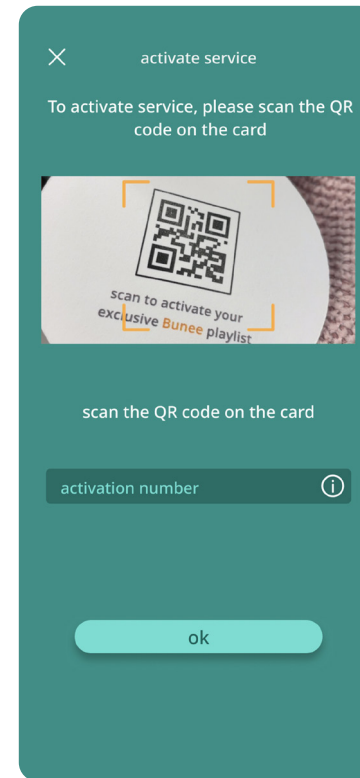 activate service
To activate service, please scan the QR
code on the card
scan to activate your
exclusive Bunee playlist
scan the QR code on the card
activation number
ok